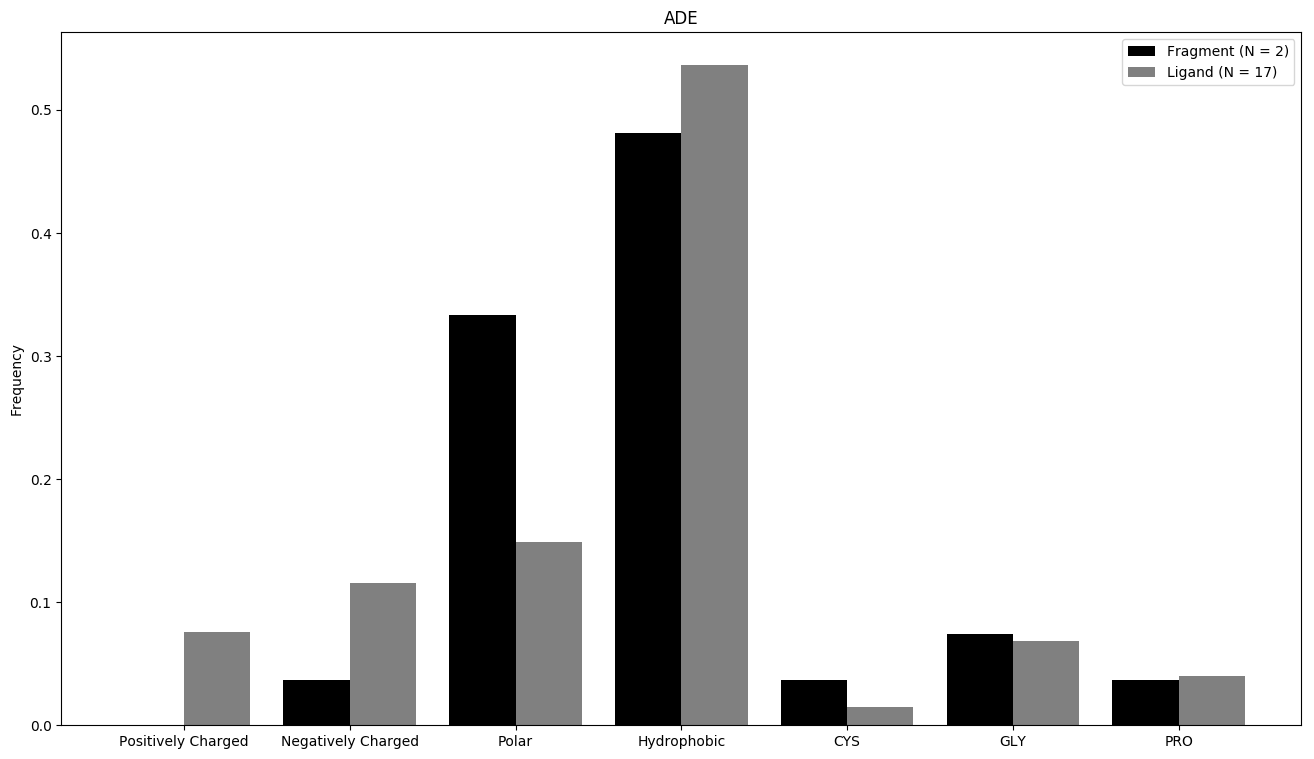 ADE
Fragment (N = 2)
Ligand (N = 17)
Frequency
0.5
0.4
0.3
0.2
0.1
0.0
Positively Charged
Negatively Charged
Polar
Hydrophobic
CYS
GLY
PRO